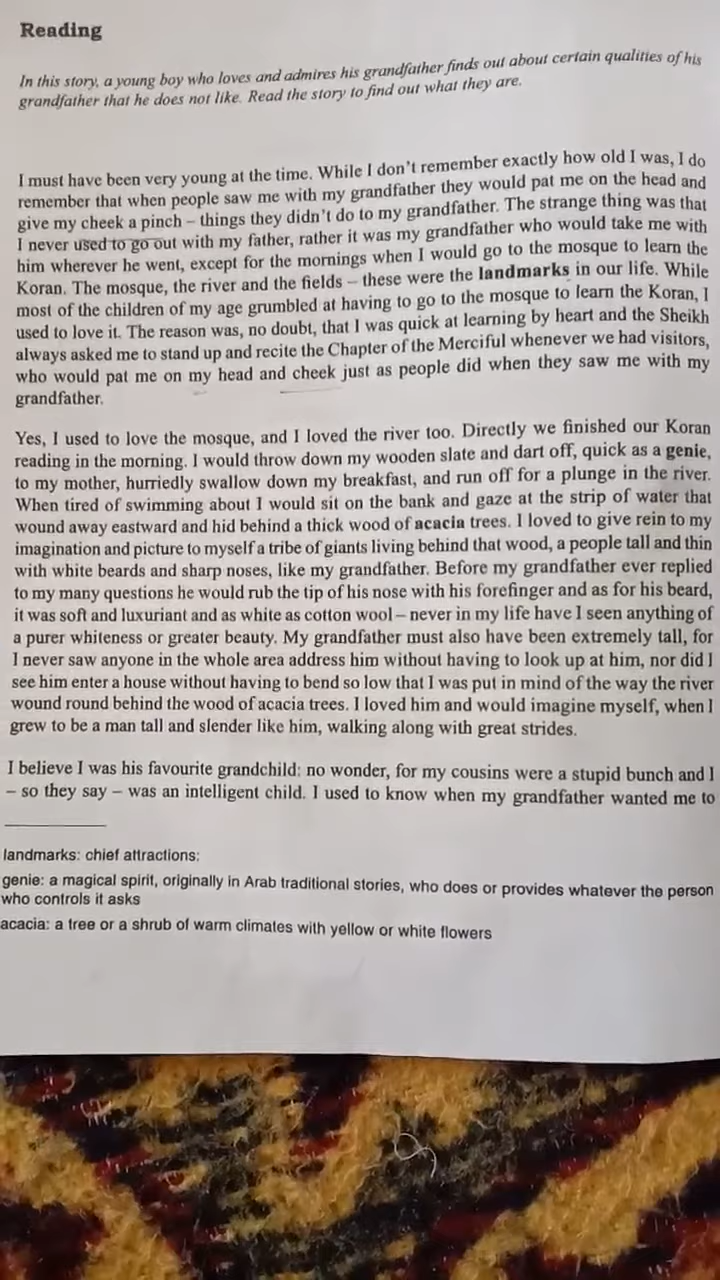 Reading
In this story, a young boy who loves and admires his grandfather finds out about certain qualities of his
grandfather that he does not like. Read the story to find out what they are.
I must have been very young at the time. While I don't remember exactly how old I was, I do
remember that when people saw me with my grandfather they would pat me on the head and
give my cheek a pinch – things they didn't do to my grandfather. The strange thing was that
I never used to go out with my father, rather it was my grandfather who would take me with
him wherever he went, except for the mornings when I would go to the mosque to learn the
Koran. The mosque, the river and the fields – these were the landmarks in our life. While
most of the children of my age grumbled at having to go to the mosque to learn the Koran, I
used to love it. The reason was, no doubt, that I was quick at learning by heart and the Sheikh
always asked me to stand up and recite the Chapter of the Merciful whenever we had visitors,
who would pat me on my head and cheek just as people did when they saw me with my
grandfather.
Yes, I used to love the mosque, and I loved the river too. Directly we finished our Koran
reading in the morning. I would throw down my wooden slate and dart off, quick as a genie,
to my mother, hurriedly swallow down my breakfast, and run off for a plunge in the river.
When tired of swimming about I would sit on the bank and gaze at the strip of water that
wound away eastward and hid behind a thick wood of acacia trees. I loved to give rein to my
imagination and picture to myself a tribe of giants living behind that wood, a people tall and thin
with white beards and sharp noses, like my grandfather. Before my grandfather ever replied
to my many questions he would rub the tip of his nose with his forefinger and as for his beard,
it was soft and luxuriant and as white as cotton wool – never in my life have I seen anything of
a purer whiteness or greater beauty. My grandfather must also have been extremely tall, for
I never saw anyone in the whole area address him without having to look up at him, nor did I
see him enter a house without having to bend so low that I was put in mind of the way the river
wound round behind the wood of acacia trees. I loved him and would imagine myself, when I
grew to be a man tall and slender like him, walking along with great strides.
I believe I was his favourite grandchild: no wonder, for my cousins were a stupid bunch and I
– so they say – was an intelligent child. I used to know when my grandfather wanted me to
landmarks: chief attractions;
genie: a magical spirit, originally in Arab traditional stories, who does or provides whatever the person
who controls it asks
acacia: a tree or a shrub of warm climates with yellow or white flowers